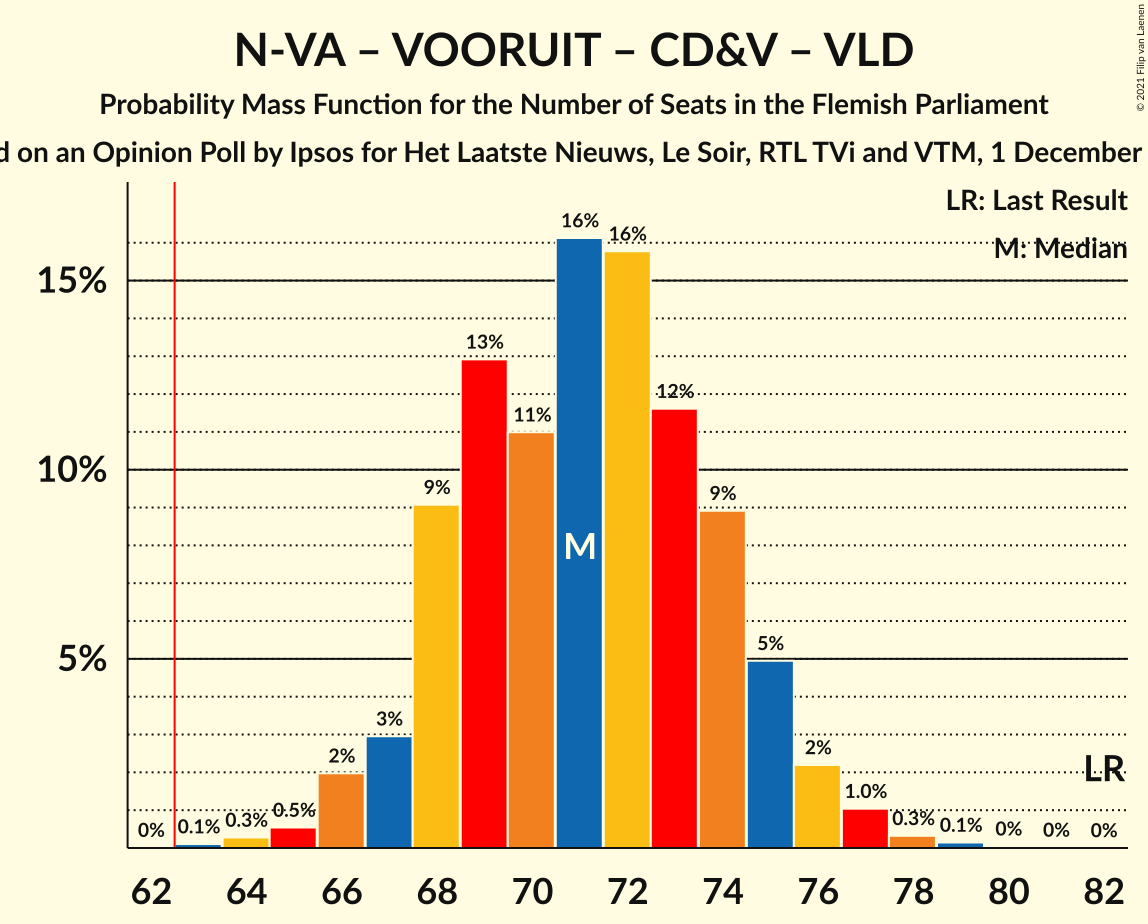 N-VA – VOORUIT – CD&V – VLD
Probability Mass Function for the Number of Seats in the Flemish Parliament
d on an Opinion Poll by Ipsos for Het Laatste Nieuws, Le Soir, RTL TVi and VTM, 1 December
© 2021 Filip van Laenen
LR: Last Result
M: Median
15%
10%
5%
0% 0.1% 0.3% 0.5% 2% 3% 9% 13% 11% 16% 16% 12% 9% 5% 2% 1.0% 0.3% 0.1% 0% 0% 0%
M
LR
62 64 66 68 70 72 74 76 78 80 82